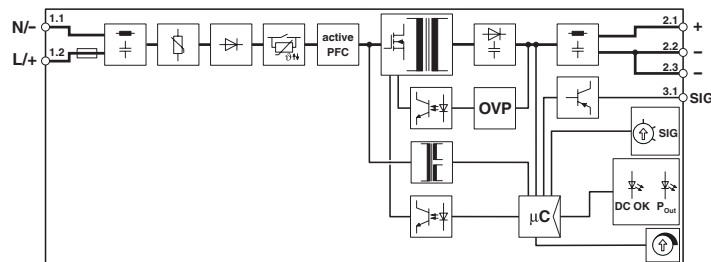 N/–
1.1
L/+
1.2
ϑ
active
PFC
OVP
µC
2.1
+
2.2
–
2.3
–
3.1
SIG
SIG
DC OK
POut